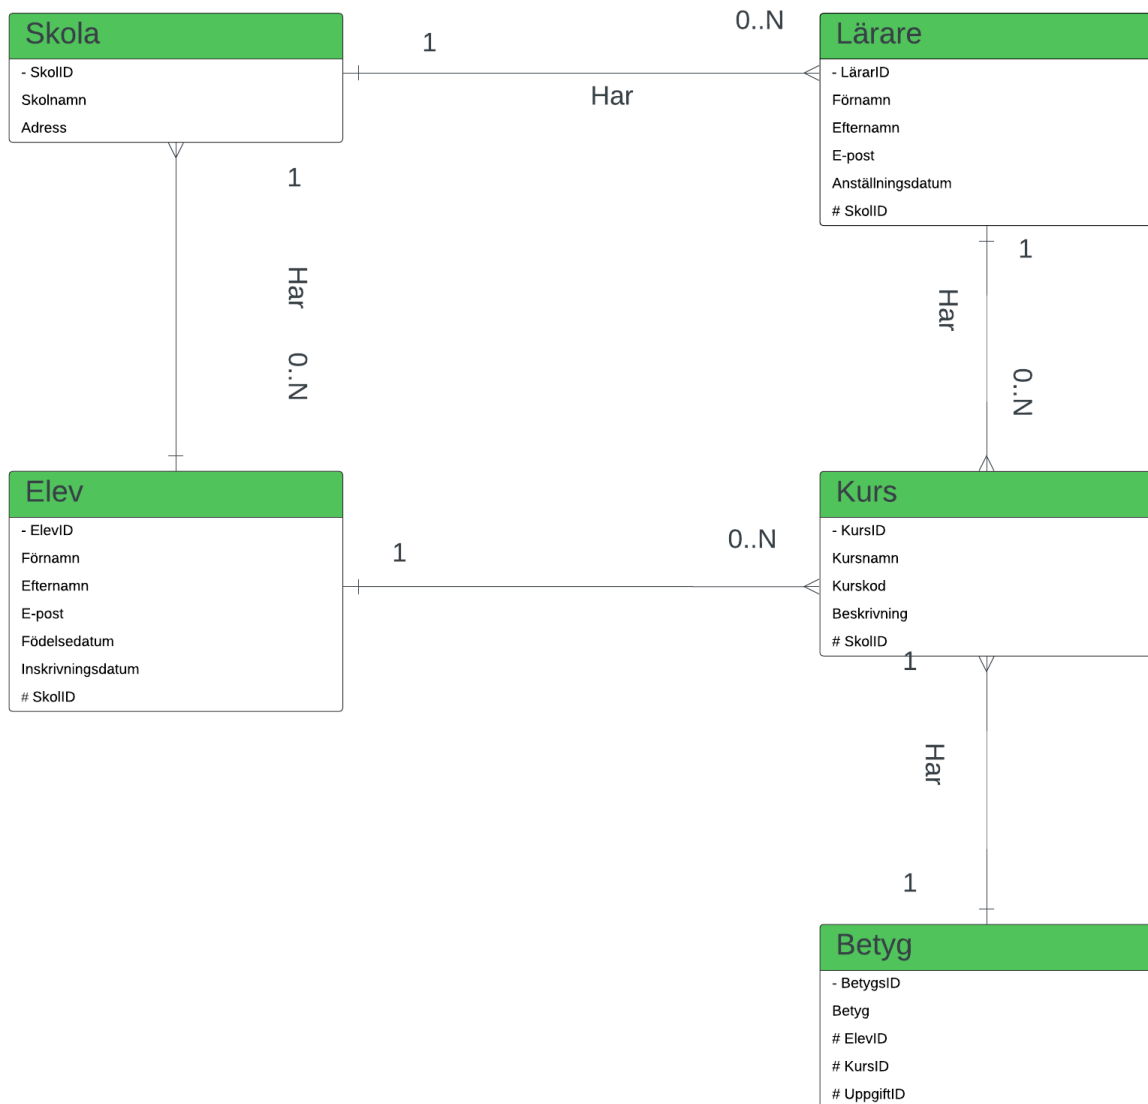 Skola
- SkolID
Skolnamn
Adress
1
0..N
Har
Lärare
- LärarID
Förnamn
Efternamn
E-post
Anställningsdatum
# SkolID
1
Har
0..N
1
Har
0..N
Elev
- ElevID
Förnamn
Efternamn
E-post
Födelsedatum
Inskrivningsdatum
# SkolID
1
0..N
Kurs
- KursID
Kursnamn
Kurskod
Beskrivning
# SkolID
1
Har
1
Betyg
- BetygsID
Betyg
# ElevID
# KursID
# UppgiftID